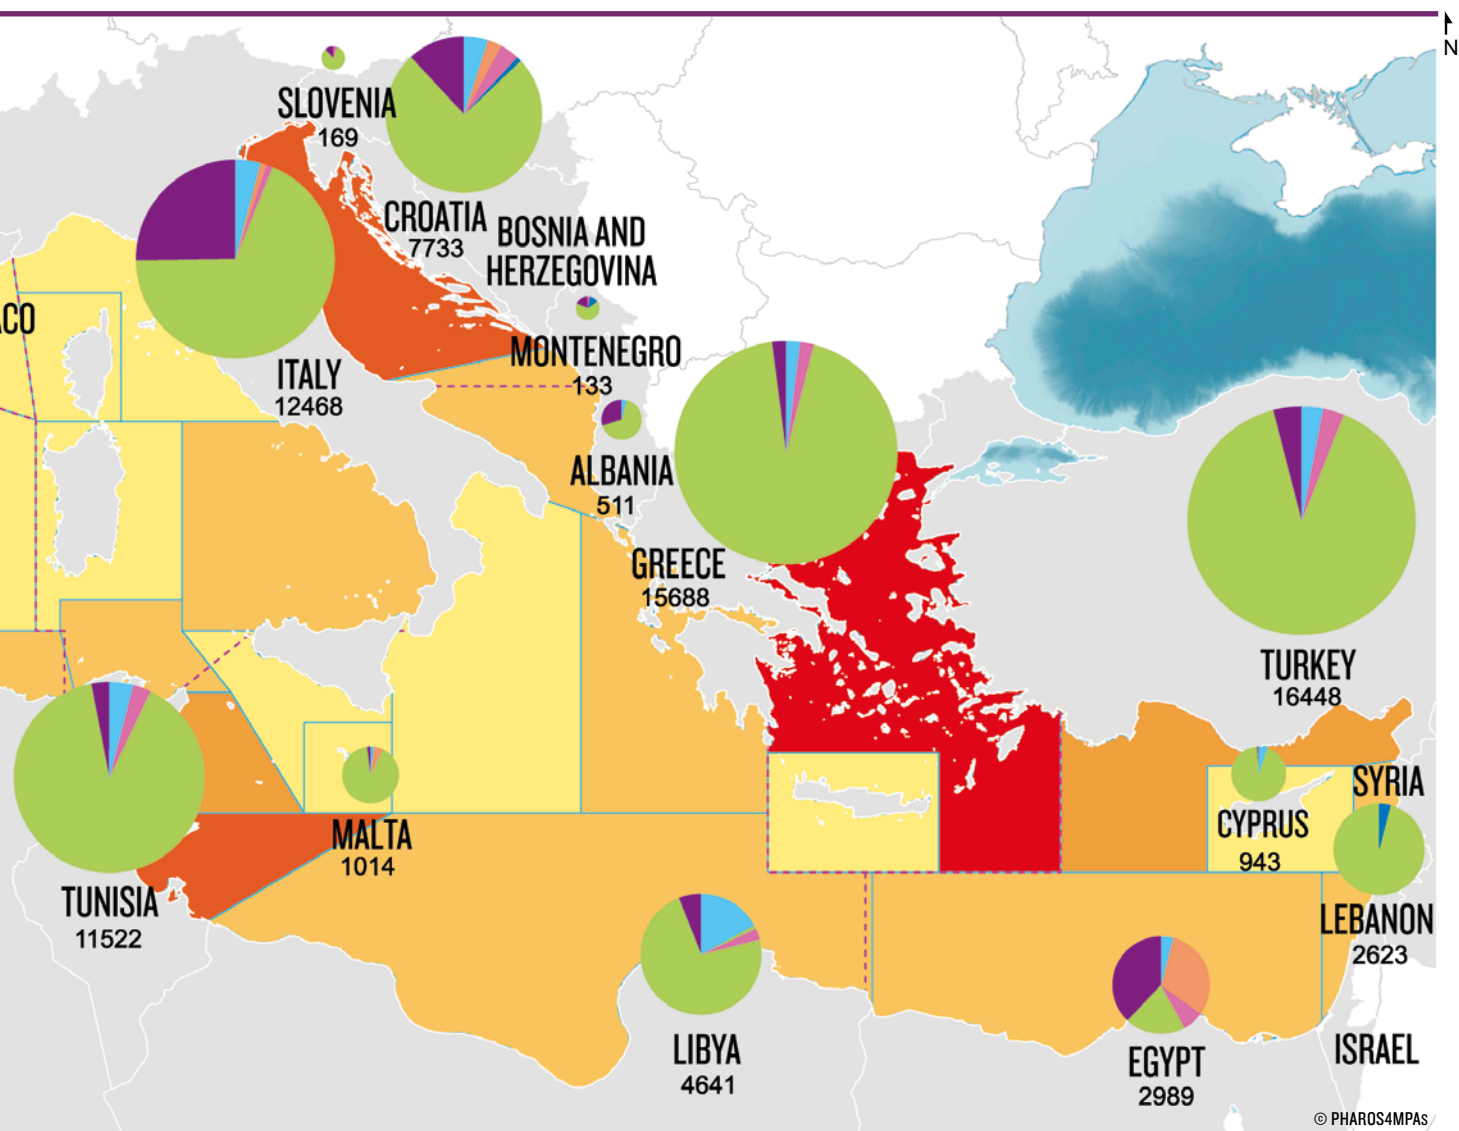 N
SLOVENIA
169
CROATIA
7733
BOSNIA AND
HERZEGOVINA
ACO
MONTENEGRO
133
ITALY
12468
ALBANIA
511
GREECE
15688
TURKEY
16448
SYRIA
CYPRUS
943
MALTA
1014
TUNISIA
11522
LEBANON
2623
LIBYA
4641
EGYPT
2989
ISRAEL
© PHAROS4MPAs